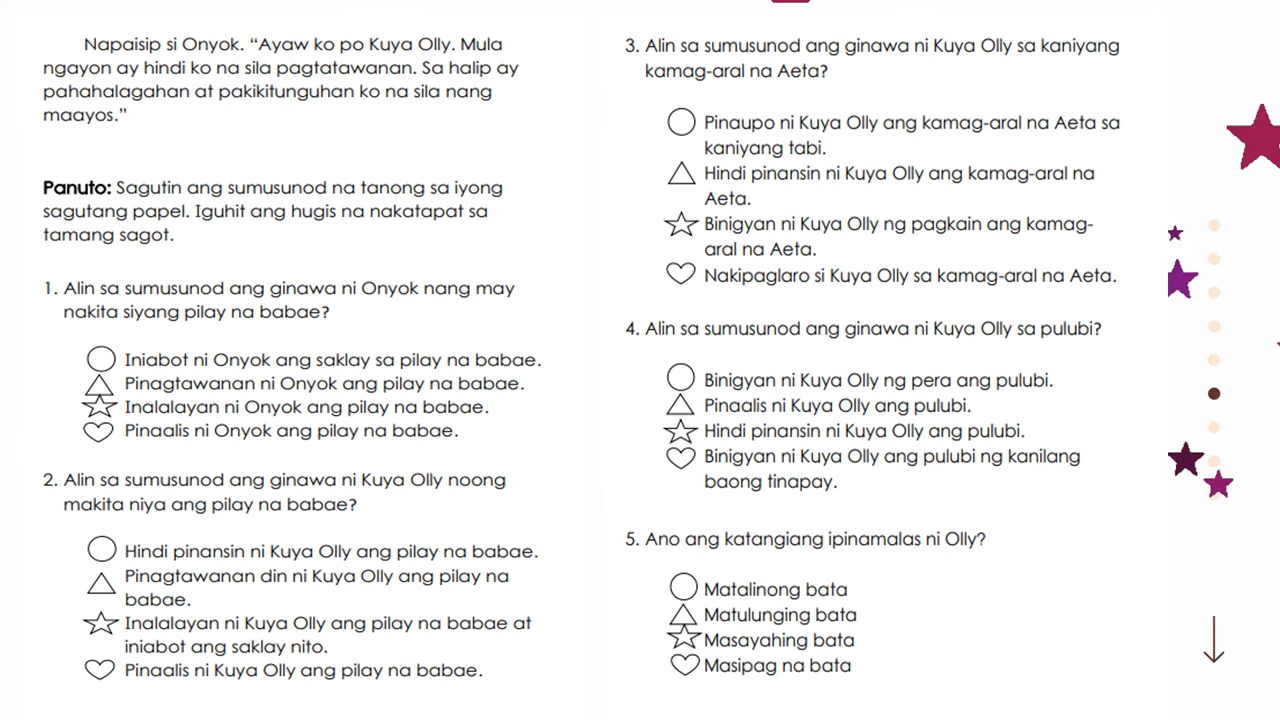 Napaisip si Onyok. “Ayaw ko po Kuya Olly. Mula
ngayon ay hindi ko na sila pagtatawanan. Sa halip ay
pahahalagahan at pakikitunguhan ko na sila nang
maayos.”
Panuto: Sagutin ang sumusunod na tanong sa iyong
sagutang papel. Iguhit ang hugis na nakatapat sa
tamang sagot.
1. Alin sa sumusunod ang ginawa ni Onyok nang may
nakita siyang pilay na babae?
Iniabot ni Onyok ang saklay sa pilay na babae.
Pinagtawanan ni Onyok ang pilay na babae.
Inalalayan ni Onyok ang pilay na babae.
Pinaalis ni Onyok ang pilay na babae.
2. Alin sa sumusunod ang ginawa ni Kuya Olly noong
makita niya ang pilay na babae?
Hindi pinansin ni Kuya Olly ang pilay na babae.
Pinagtawanan din ni Kuya Olly ang pilay na
babae.
Inalalayan ni Kuya Olly ang pilay na babae at
iniabot ang saklay nito.
Pinaalis ni Kuya Olly ang pilay na babae.
3. Alin sa sumusunod ang ginawa ni Kuya Olly sa kaniyang
kamag-aral na Aeta?
Pinaupo ni Kuya Olly ang kamag-aral na Aeta sa
kaniyang tabi.
Hindi pinansin ni Kuya Olly ang kamag-aral na
Aeta.
Binigyan ni Kuya Olly ng pagkain ang kamag-
aral na Aeta.
Nakipaglaro si Kuya Olly sa kamag-aral na Aeta.
4. Alin sa sumusunod ang ginawa ni Kuya Olly sa pulubi?
Binigyan ni Kuya Olly ng pera ang pulubi.
Pinaalis ni Kuya Olly ang pulubi.
Hindi pinansin ni Kuya Olly ang pulubi.
Binigyan ni Kuya Olly ang pulubi ng kanilang
baong tinapay.
5. Ano ang katangiang ipinamalas ni Olly?
Matalinong bata
Matulunging bata
Masayahing bata
Masipag na bata